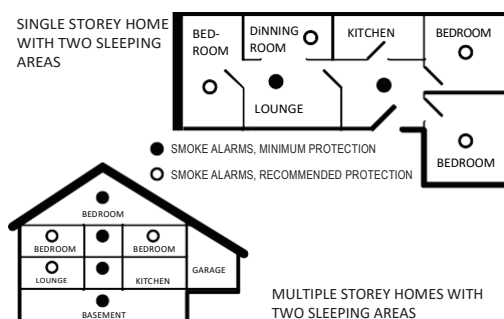 SINGLE STOREY HOME
WITH TWO SLEEPING
AREAS
BED-
ROOM
DiNNING
ROOM
KITCHEN
BEDROOM
LOUNGE
BEDROOM
SMOKE ALARMS, MINIMUM PROTECTION
SMOKE ALARMS, RECOMMENDED PROTECTION
BEDROOM
BEDROOM
BEDROOM
LOUNGE
KITCHEN
GARAGE
BASEMENT
MULTIPLE STOREY HOMES WITH
TWO SLEEPING AREAS